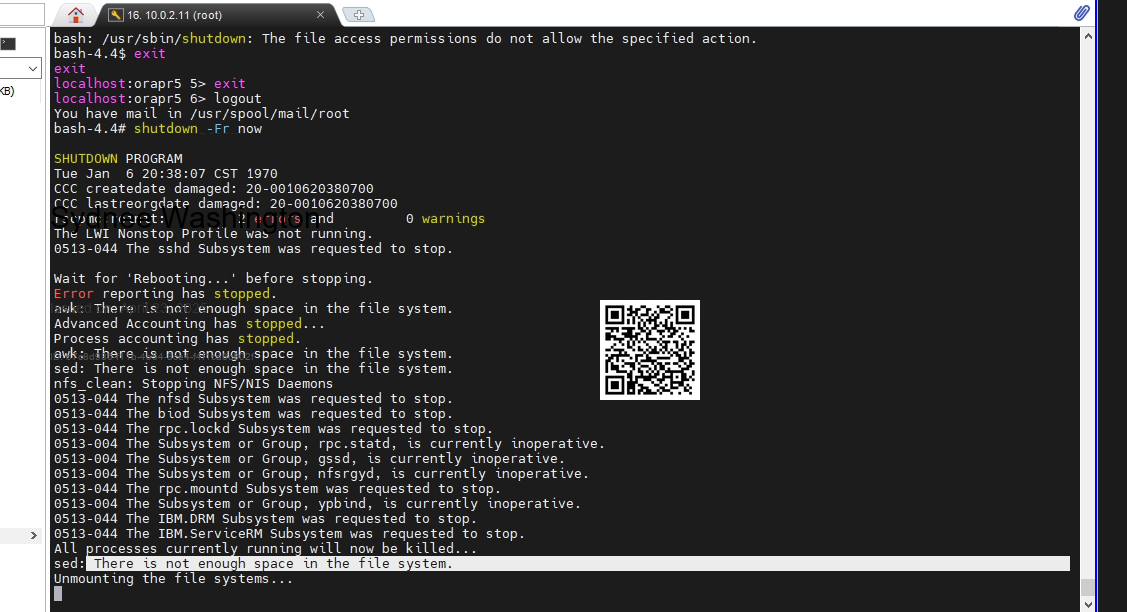 16. 10.0.2.11 (root)
KB)
bash: /usr/sbin/shutdown: The file access permissions do not allow the specified action.
bash-4.4$ exit
exit
localhost:orapr5 5> exit
localhost:orapr5 6> logout
You have mail in /usr/spool/mail/root
bash-4.4# shutdown -Fr now
SHUTDOWN PROGRAM
Tue Jan  6 20:38:07 CST 1970
CCC createdate damaged: 20-0010620380700
CCC lastreorgdate damaged: 20-0010620380700
Sydnee Washington
2 errors and         0 warnings
The LWI Nonstop Profile was not running.
0513-044 The sshd Subsystem was requested to stop.
Wait for 'Rebooting...' before stopping.
Error reporting has stopped.
awk: There is not enough space in the file system.
Advanced Accounting has stopped...
Process accounting has stopped.
awk: There is not enough space in the file system.
sed: There is not enough space in the file system.
nfs_clean: Stopping NFS/NIS Daemons
0513-044 The nfsd Subsystem was requested to stop.
0513-044 The biod Subsystem was requested to stop.
0513-044 The rpc.lockd Subsystem was requested to stop.
0513-004 The Subsystem or Group, rpc.statd, is currently inoperative.
0513-004 The Subsystem or Group, gssd, is currently inoperative.
0513-004 The Subsystem or Group, nfsrgyd, is currently inoperative.
0513-044 The rpc.mountd Subsystem was requested to stop.
0513-004 The Subsystem or Group, ypbind, is currently inoperative.
0513-044 The IBM.DRM Subsystem was requested to stop.
0513-044 The IBM.ServiceRM Subsystem was requested to stop.
All processes currently running will now be killed...
sed: There is not enough space in the file system.
Unmounting the file systems...